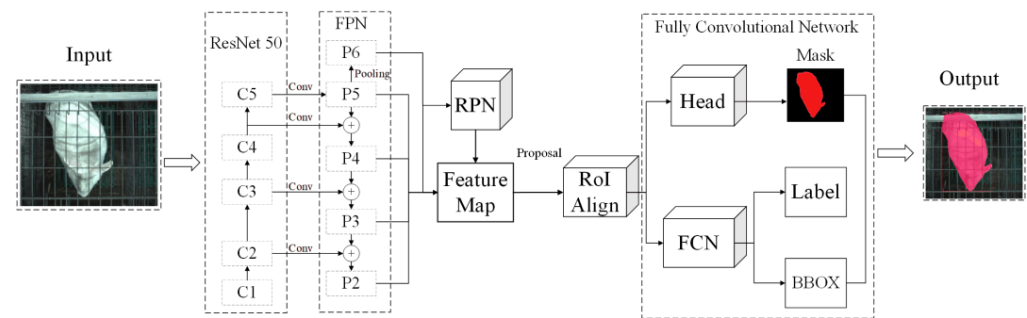 Input
ResNet 50
C5
C4
C3
C2
C1
Conv
Conv
Conv
Conv
FPN
P6
Pooling
P5
+
P4
+
P3
+
P2
RPN
Feature
Map
Proposal
RoI
Align
Fully Convolutional Network
Head
Mask
FCN
Label
BBOX
Output